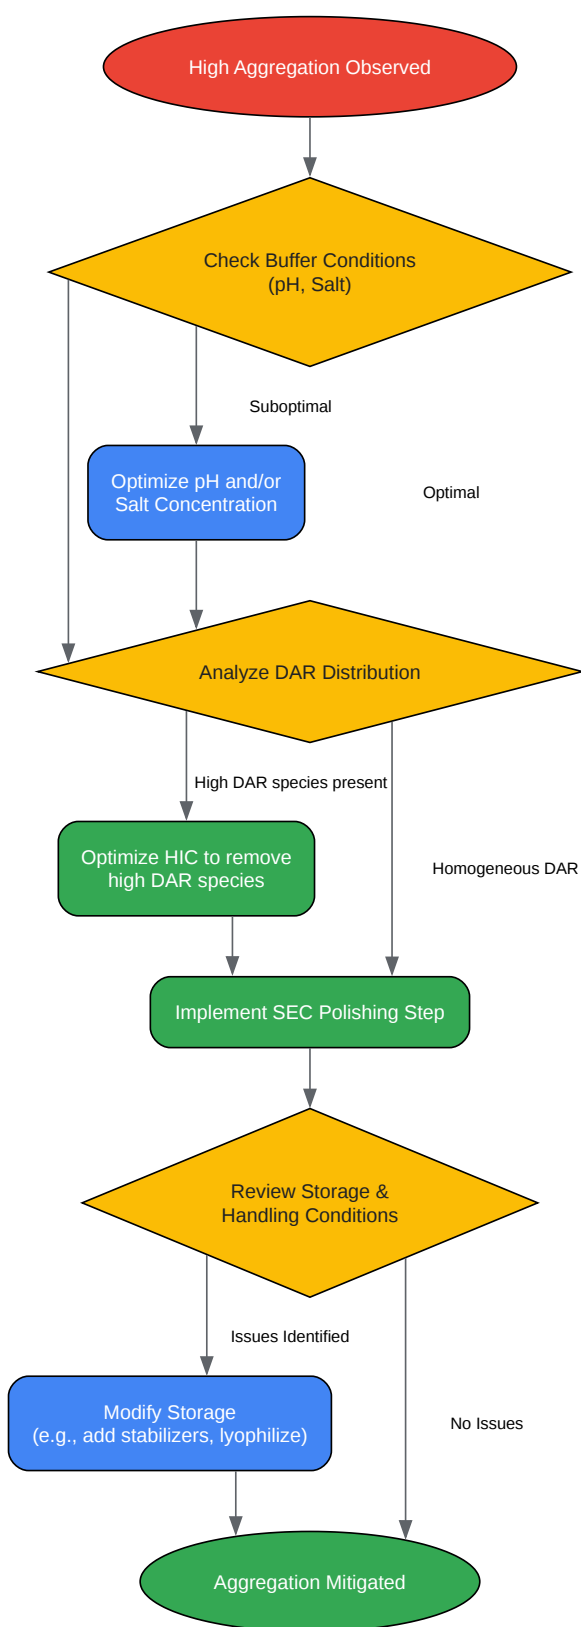 High Aggregation Observed
Check Buffer Conditions
(pH, Salt)
Suboptimal
Optimize pH and/or
Salt Concentration
Optimal
Analyze DAR Distribution
High DAR species present
Optimize HIC to remove
high DAR species
Homogeneous DAR
Implement SEC Polishing Step
Review Storage &
Handling Conditions
Issues Identified
Modify Storage
(e.g., add stabilizers, lyophilize)
No Issues
Aggregation Mitigated